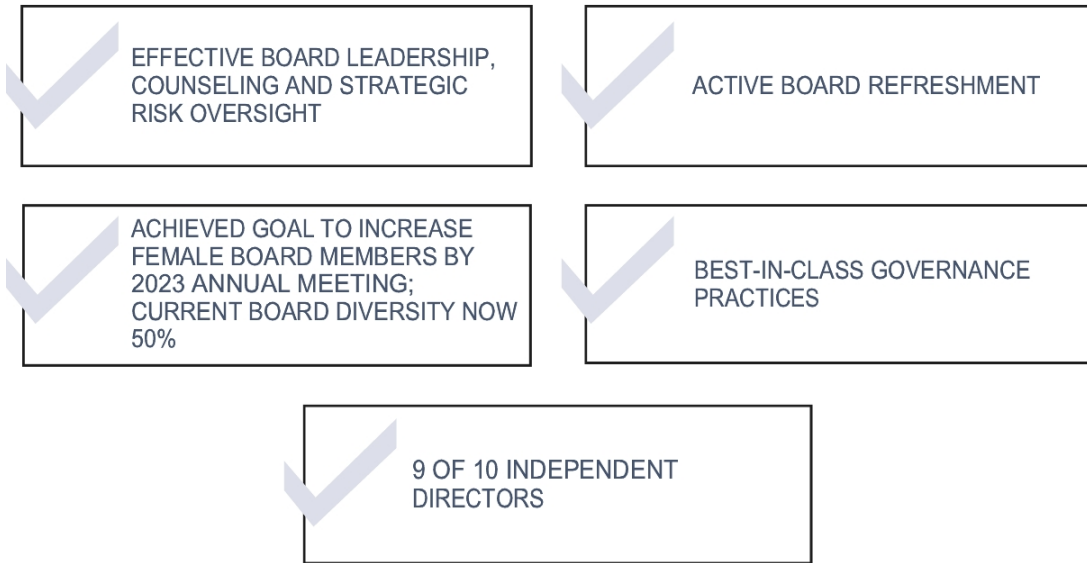 EFFECTIVE BOARD LEADERSHIP,
COUNSELING AND STRATEGIC
RISK OVERSIGHT
ACTIVE BOARD REFRESHMENT
ACHIEVED GOAL TO INCREASE
FEMALE BOARD MEMBERS BY
2023 ANNUAL MEETING;
CURRENT BOARD DIVERSITY NOW
50%
BEST-IN-CLASS GOVERNANCE
PRACTICES
9 OF 10 INDEPENDENT
DIRECTORS